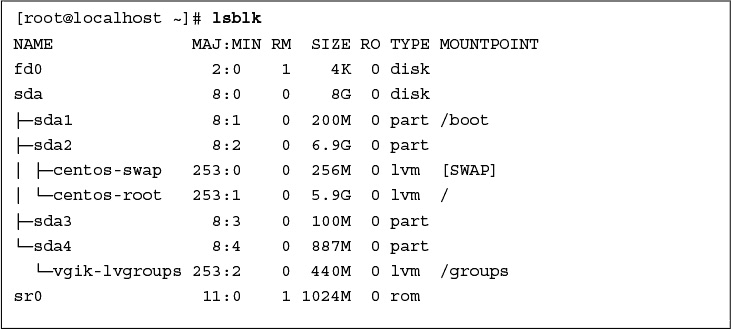 [root@localhost ~]# lsblk
NAME              MAJ:MIN RM  SIZE RO TYPE MOUNTPOINT
fd0                 2:0    1    4K  0 disk
sda                 8:0    0    8G  0 disk
├─sda1              8:1    0  200M  0 part /boot
├─sda2              8:2    0  6.9G  0 part
│ ├─centos-swap   253:0    0  256M  0 lvm  [SWAP]
│ └─centos-root   253:1    0  5.9G  0 lvm  /
├─sda3              8:3    0  100M  0 part
└─sda4              8:4    0  887M  0 part
  └─vgik-lvgroups 253:2    0  440M  0 lvm  /groups
sr0                11:0    1 1024M  0 rom